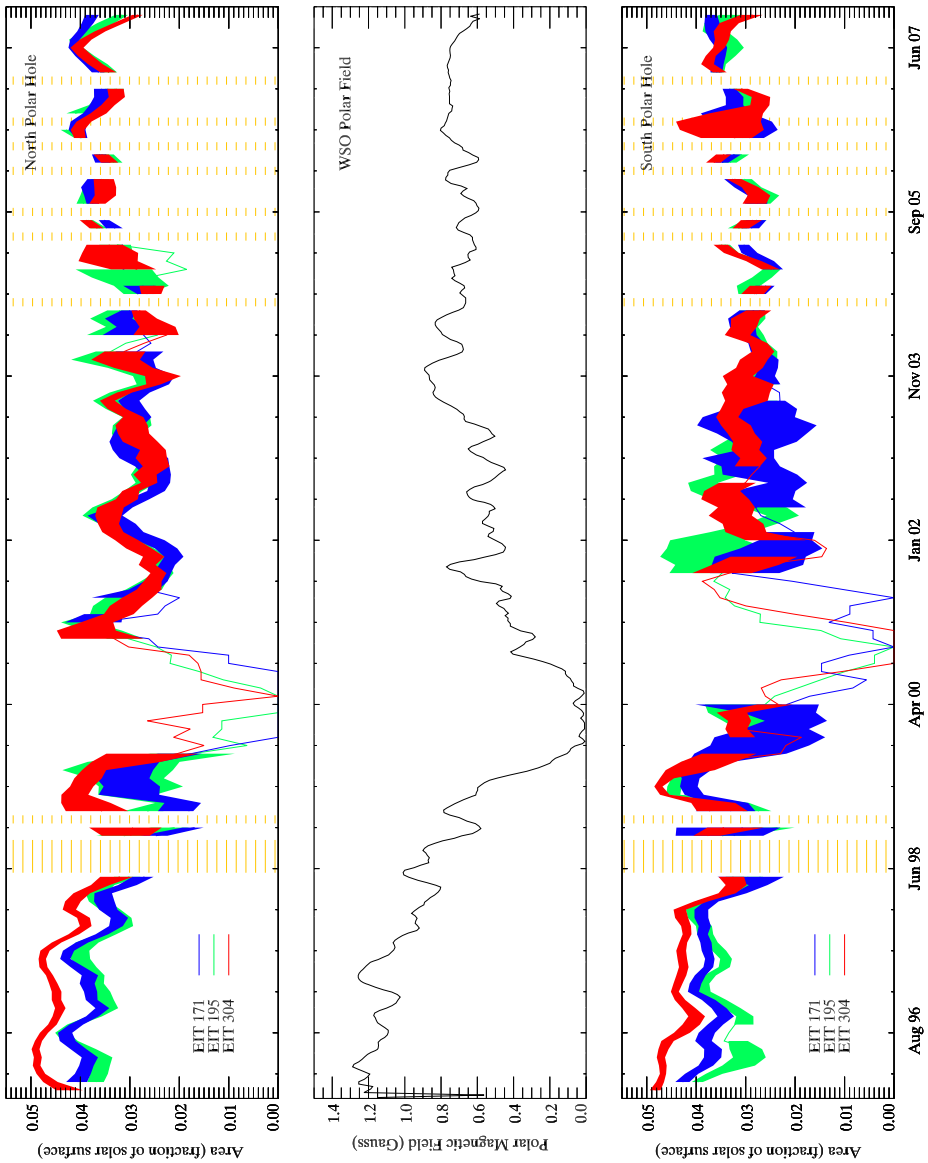 North Polar Hole
EIT 171
EIT 195
EIT 304
0.05
0.04
0.03
0.02
0.01
0.00
Area (fraction of solar surface)
WSO Polar Field
1.4
1.2
1.0
0.8
0.6
0.4
0.2
0.0
Polar Magnetic Field (Gauss)
South Polar Hole
EIT 171
EIT 195
EIT 304
0.05
0.04
0.03
0.02
0.01
0.00
Area (fraction of solar surface)
Aug 96
Jun 98
Apr 00
Jan 02
Nov 03
Sep 05
Jun 07